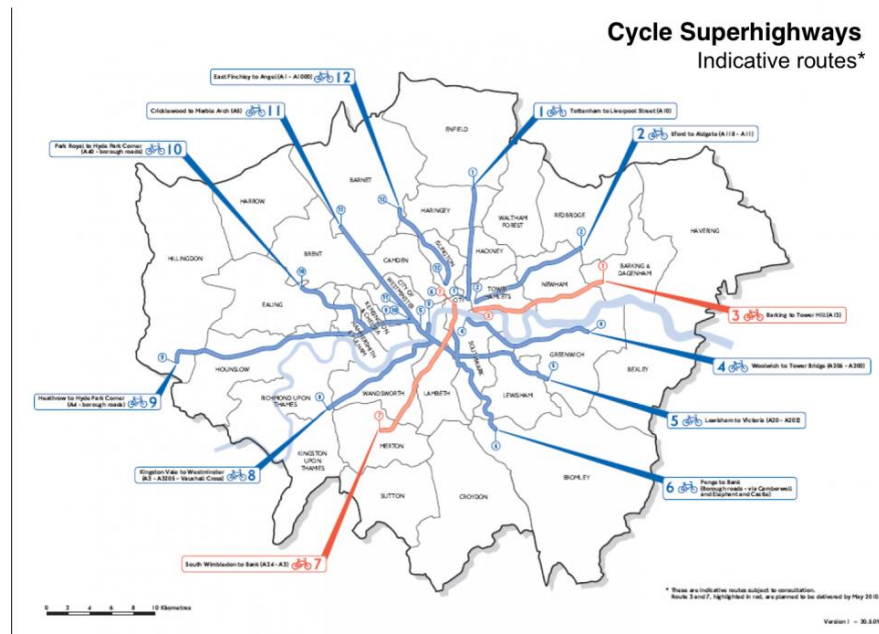 Cycle Superhighways
Indicative routes*
East Finchley to Angel (A1 - A1000) 12
Cricklewood to Marble Arch (A5) 11
Park Royal to Hyde Park Corner
(A40 - borough roads) 10
1 Tottenham to Liverpool Street (A10)
2 Ilford to Aldgate (A118 - A11)
ENFIELD
BARNET
HARROW
HARINGEY
WALTHAM
FOREST
REDBRIDGE
HAVERING
HILLINGDON
BRENT
CAMDEN
ISLINGTON
HACKNEY
BARKING &
DAGENHAM
NEWHAM
TOWER
HAMLETS
CITY OF
WESTMINSTER
EALING
KENSINGTON
& CHELSEA
HAMMERSMITH
& FULHAM
3 Barking to Tower Hill (A13)
HOUNSLOW
SOUTHWARK
GREENWICH
BEXLEY
4 Woolwich to Tower Bridge (A206 - A200)
Heathrow to Hyde Park Corner
(A4 - borough roads) 9
RICHMOND UPON
THAMES
WANDSWORTH
LAMBETH
LEWISHAM
5 Lewisham to Victoria (A20 - A202)
MERTON
KINGSTON
UPON
THAMES
Kingston Vale to Westminster
(A3 - A3205 - Vauxhall Cross) 8
BROMLEY
6 Penge to Bank
(Borough roads - via Camberwell
and Elephant and Castle)
SUTTON
CROYDON
South Wimbledon to Bank (A24 - A3) 7
* These are indicative routes subject to consultation.
Route 3 and 7, highlighted in red, are planned to be delivered by May 2010.
0 2 4 6 8 10 Kilometres